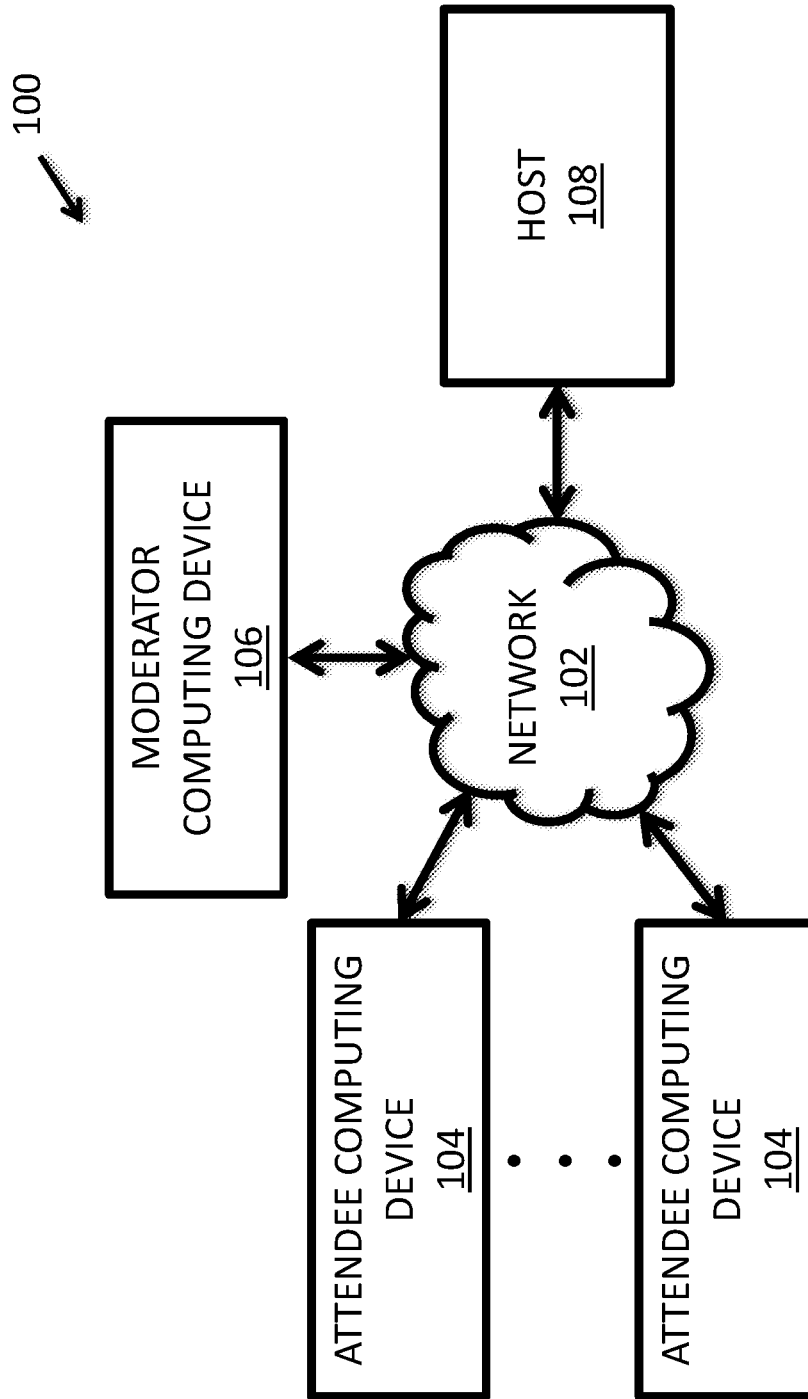 100
MODERATOR
COMPUTING DEVICE
106
ATTENDEE COMPUTING
DEVICE
104
NETWORK
102
HOST
108
ATTENDEE COMPUTING
DEVICE
104